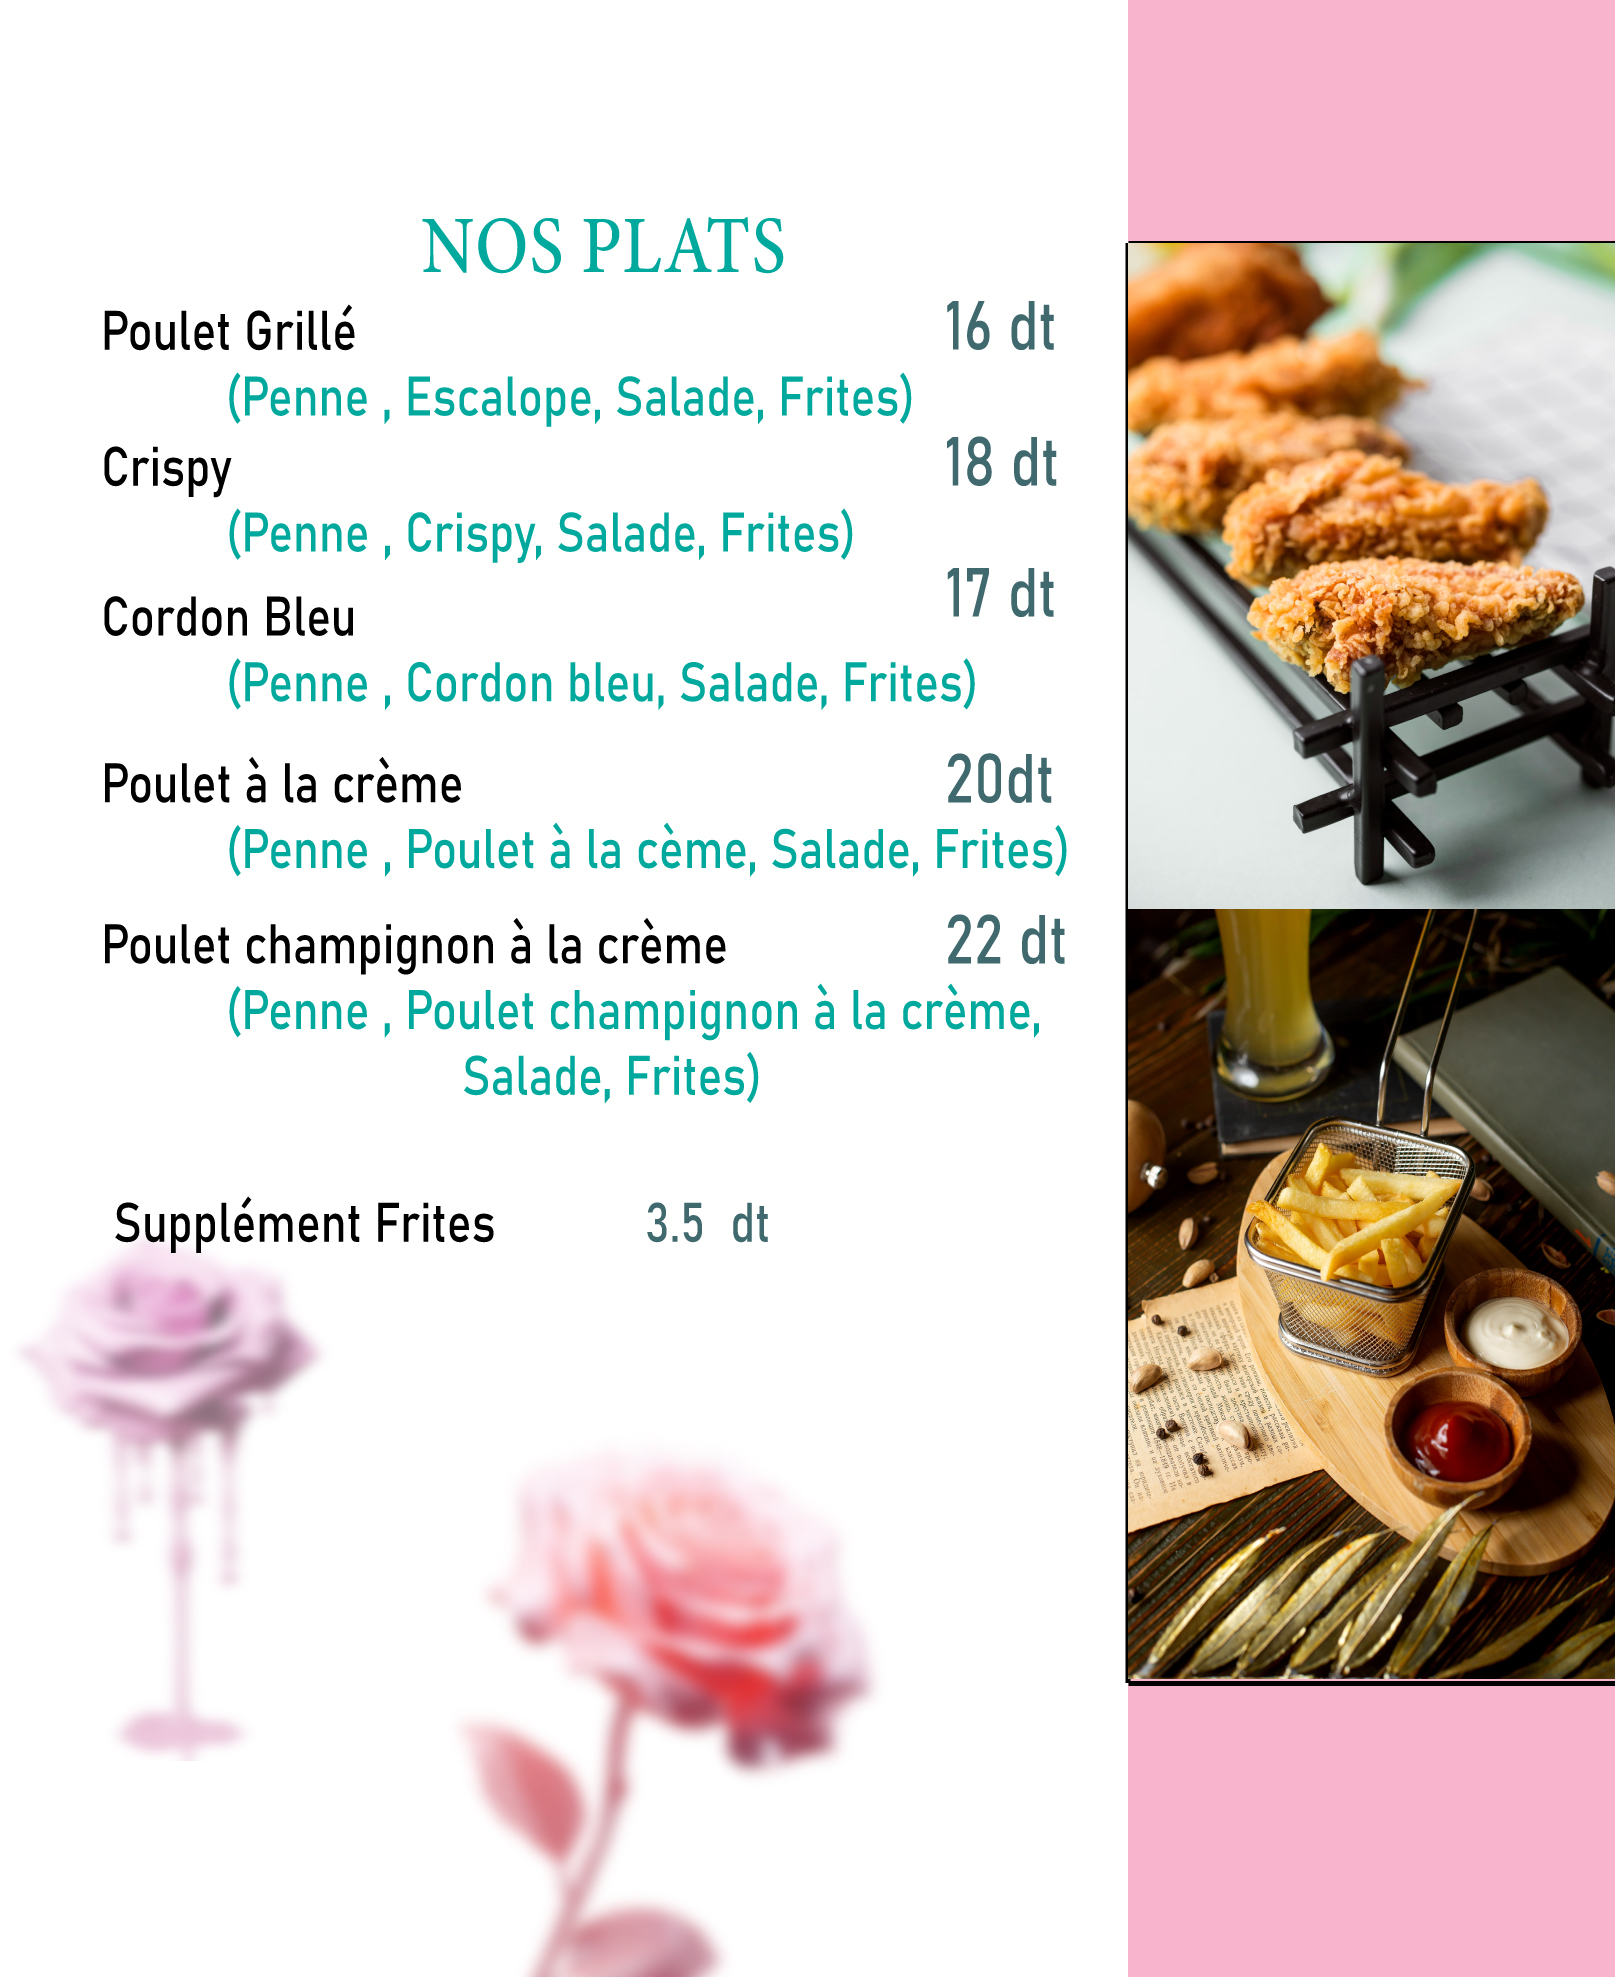 NOS PLATS
Poulet Grillé 16 dt
(Penne , Escalope, Salade, Frites)
Crispy 18 dt
(Penne , Crispy, Salade, Frites)
Cordon Bleu 17 dt
(Penne , Cordon bleu, Salade, Frites)
Poulet à la crème 20dt
(Penne , Poulet à la cème, Salade, Frites)
Poulet champignon à la crème 22 dt
(Penne , Poulet champignon à la crème,
Salade, Frites)
Supplément Frites 3.5 dt